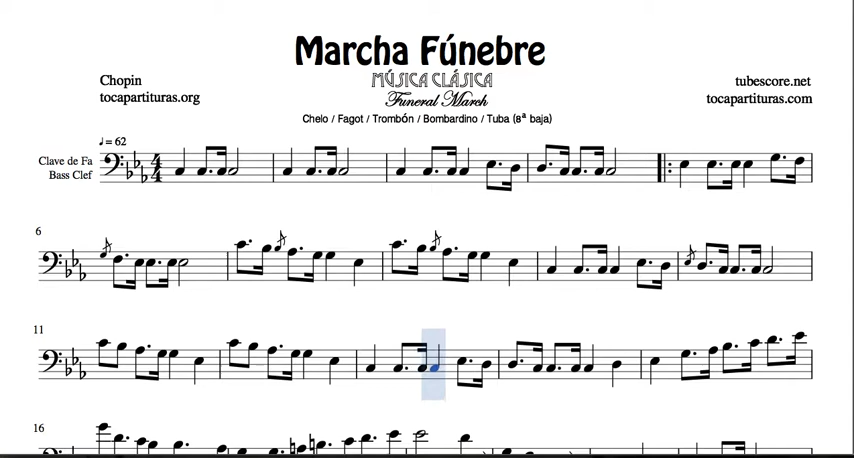 Marcha Fúnebre
Chopin
MÚSICA CLÁSICA
tubescore.net
tocapartituras.org
Funeral March
tocapartituras.com
Chelo / Fagot / Trombón / Bombardino / Tuba (8ª baja)
♩ = 62
Clave de Fa
Bass Clef
6
11
16